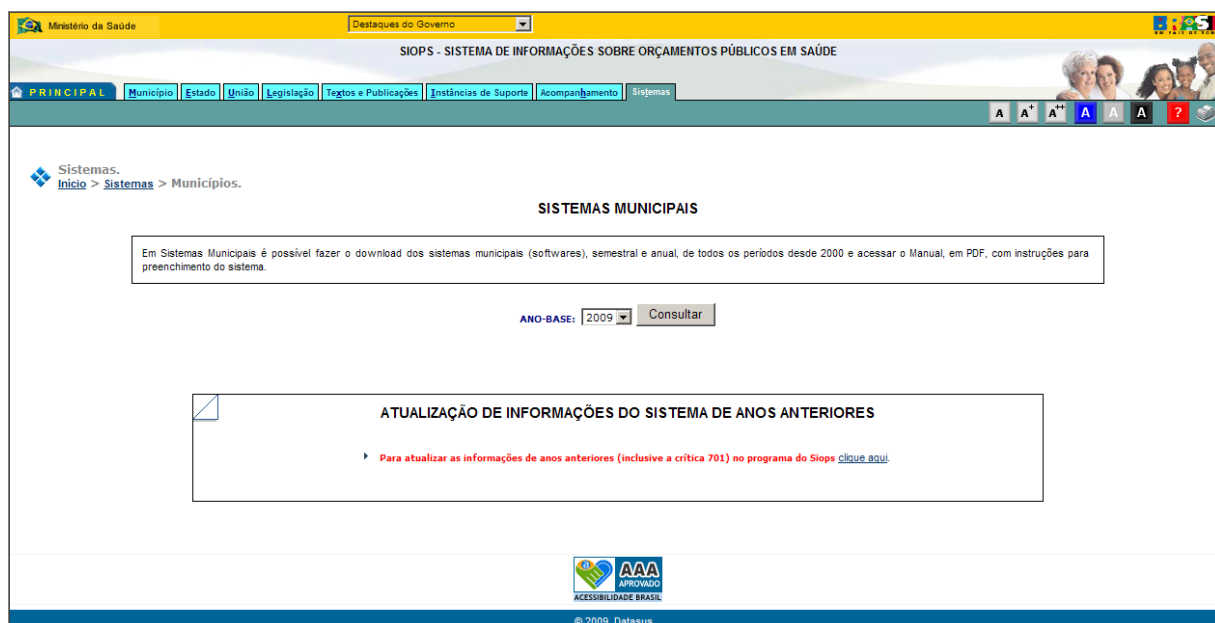 Ministério da Saúde
Destaques do Governo
BRASI
SIOPS - SISTEMA DE INFORMAÇÕES SOBRE ORÇAMENTOS PÚBLICOS EM SAÚDE
PRINCIPAL Município Estado União Legislação Textos e Publicações Instâncias de Suporte Acompanhamento Sistemas
A A+ A++ A A A ?
Sistemas.
Inicio > Sistemas > Municípios.
SISTEMAS MUNICIPAIS
Em Sistemas Municipais é possível fazer o download dos sistemas municipais (softwares), semestral e anual, de todos os períodos desde 2000 e acessar o Manual, em PDF, com instruções para
preenchimento do sistema.
ANO-BASE: 2009 Consultar
ATUALIZAÇÃO DE INFORMAÇÕES DO SISTEMA DE ANOS ANTERIORES
Para atualizar as informações de anos anteriores (inclusive a crítica 701) no programa do Siops clique aqui.
AAA
APROVADO
ACESSIBILIDADE BRASIL
© 2009 Datasus